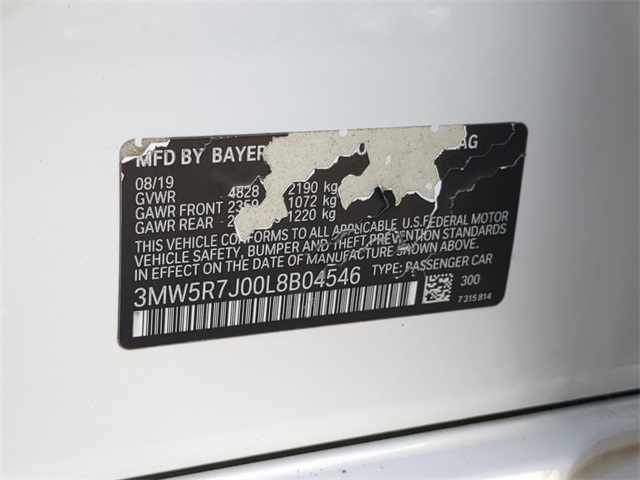 MFD BY BAYER AG
08/19
GVWR 4828 2190 kg
GAWR FRONT 1072 kg
GAWR REAR 1220 kg
THIS VEHICLE CONFORMS TO ALL APPLICABLE U.S.FEDERAL MOTOR
VEHICLE SAFETY, BUMPER AND THEFT PREVENTION STANDARDS
IN EFFECT ON THE DATE OF MANUFACTURE SHOWN ABOVE.
3MW5R7J00L8B04546 TYPE: PASSENGER CAR
300
7 315 814